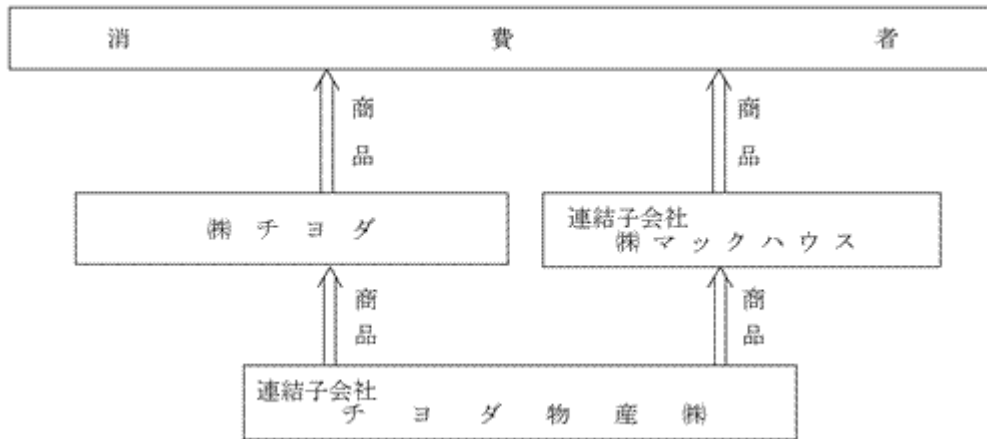 消費者
商品
商品
㈱チヨダ
連結子会社
㈱マックハウス
商品
商品
連結子会社
チヨダ物産㈱